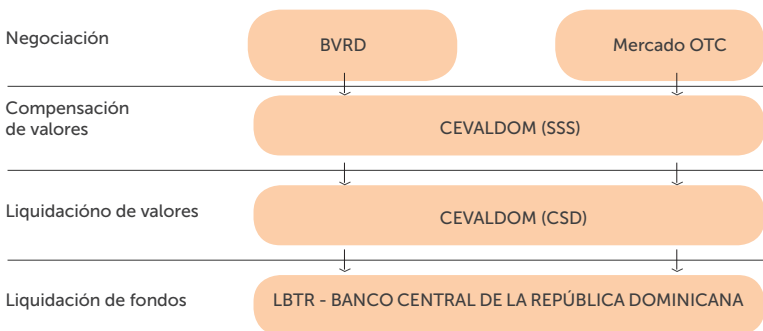 Negociación
BVRD
Mercado OTC
Compensación
de valores
CEVALDOM (SSS)
Liquidacióno de valores
CEVALDOM (CSD)
Liquidación de fondos
LBTR - BANCO CENTRAL DE LA REPÚBLICA DOMINICANA